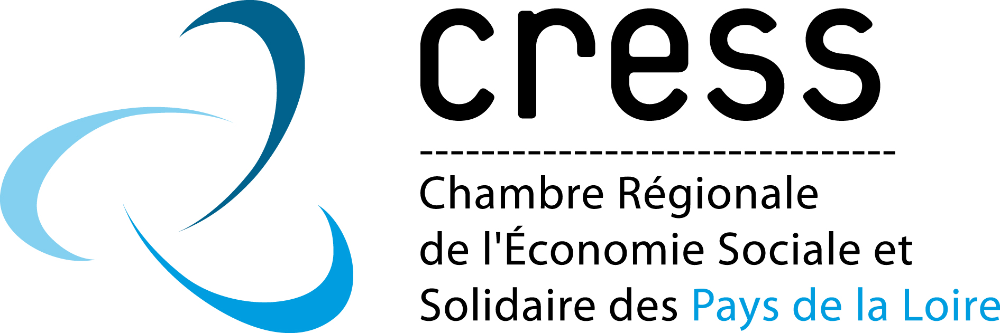 cress
Chambre Régionale
de l'Économie Sociale et
Solidaire des Pays de la Loire